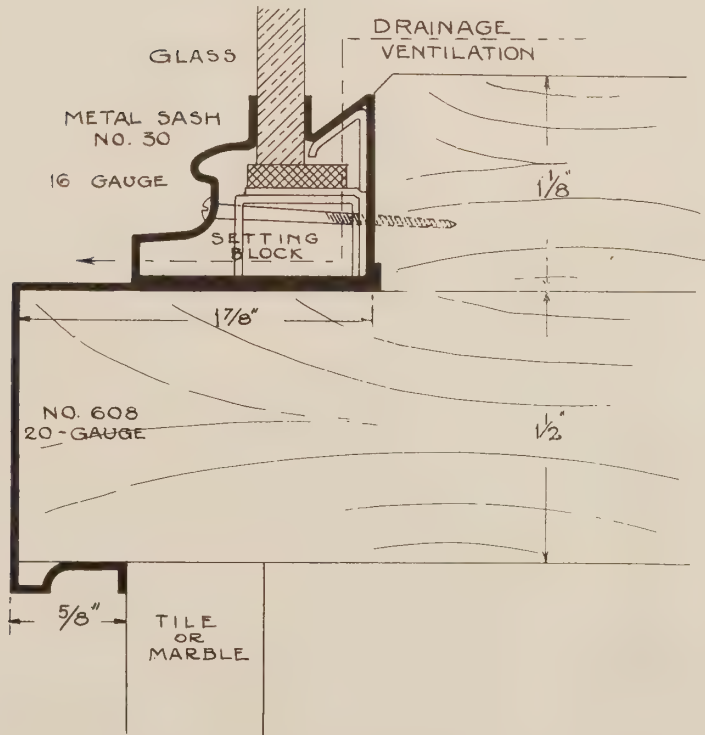 DRAINAGE
VENTILATION
GLASS
METAL SASH
NO. 30
16 GAUGE
1 1/8"
SETTING
BLOCK
1 7/8"
NO. 608
20-GAUGE
1 1/2"
5/8"
TILE
OR
MARBLE